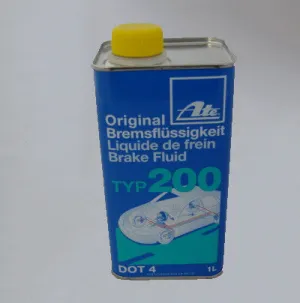 Ate
Original
Bremsflüssigkeit
Liquide de frein
Brake Fluid
TYP 200
DOT 4 1L